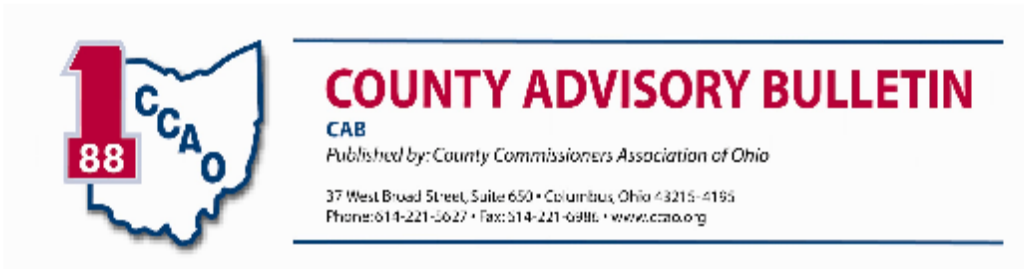 1
88
CCAO
COUNTY ADVISORY BULLETIN
CAB
Published by: County Commissioners Association of Ohio
37 West Broad Street, Suite 650 • Columbus, Ohio 43215-4195
Phone: 614-221-5627 • Fax: 614-221-6986 • www.ccao.org